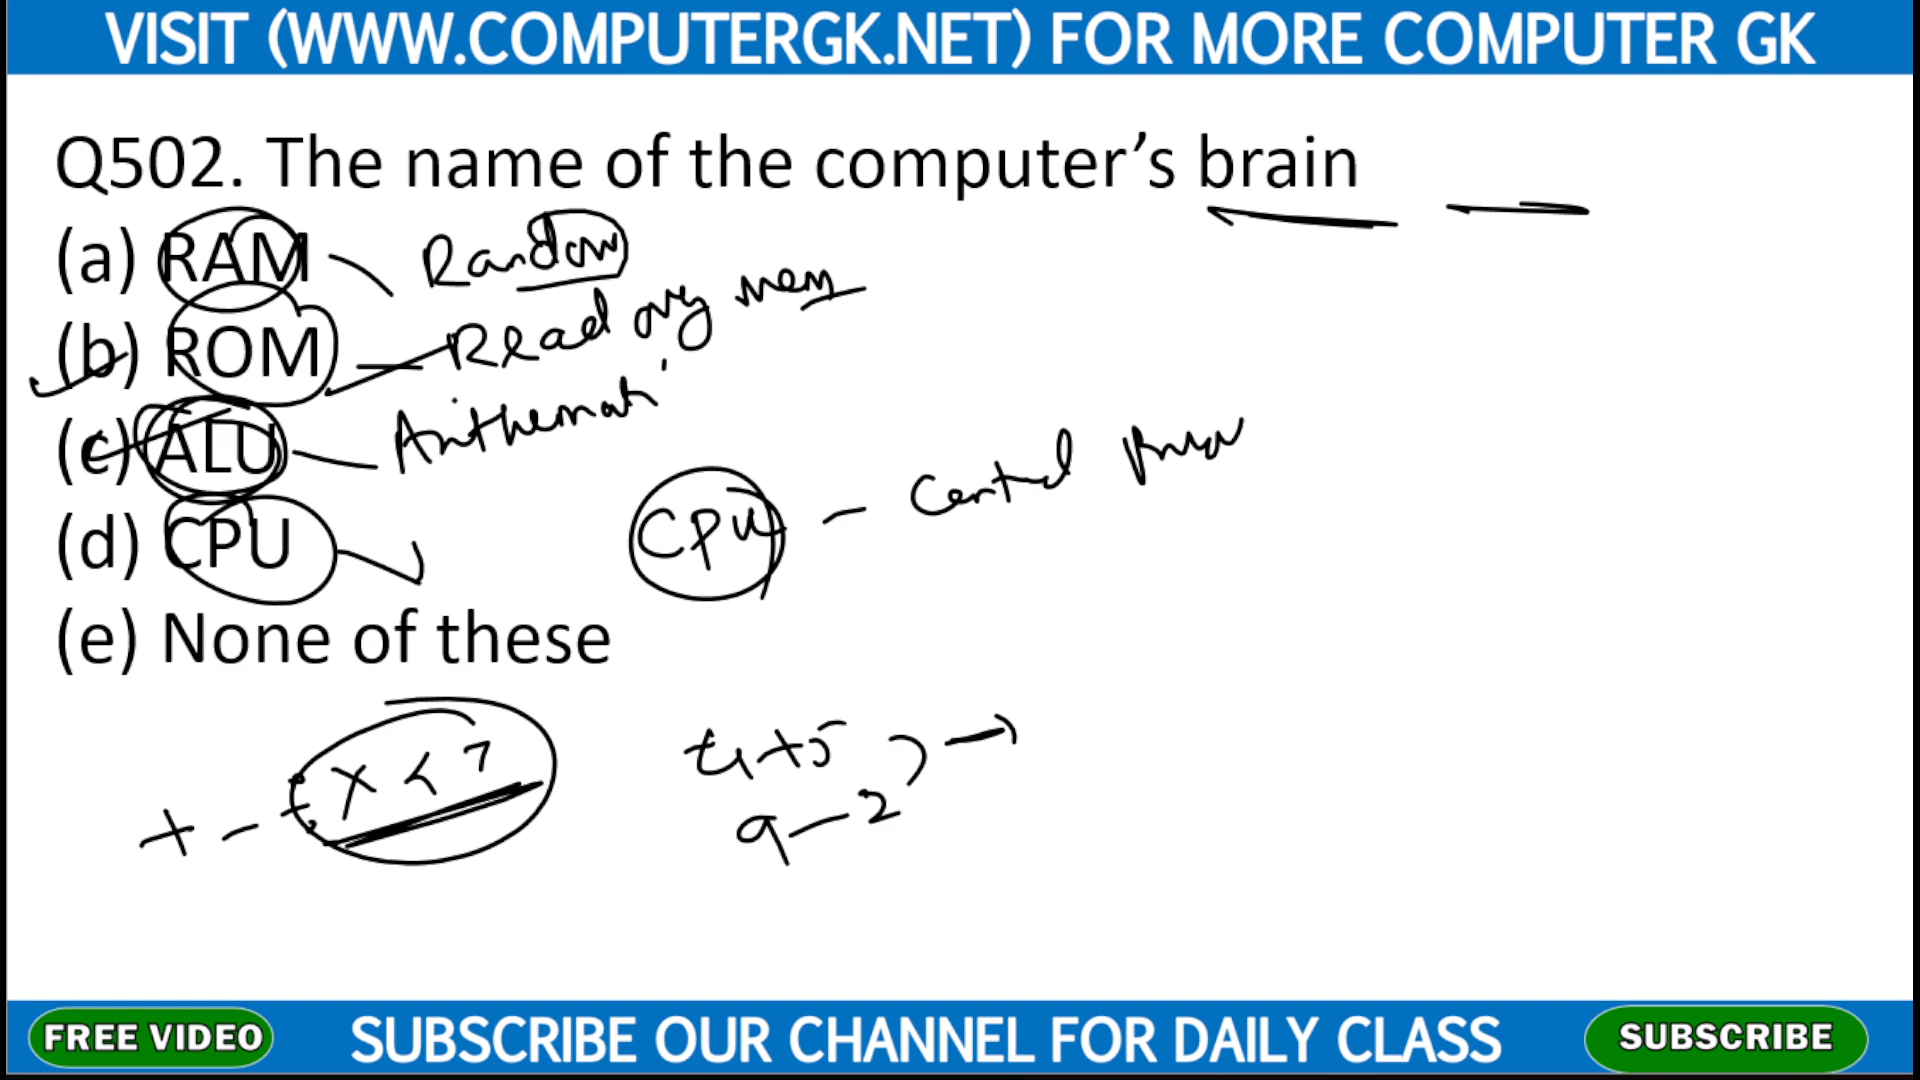 VISIT (WWW.COMPUTERGK.NET) FOR MORE COMPUTER GK
Q502. The name of the computer’s brain
(a) RAM Random
(b) ROM — Read only mem
(c) ALU — Arithemati
(d) CPU
CPU — Central
(e) None of these
+ - ÷ × < >
4+5
9-2
FREE VIDEO SUBSCRIBE OUR CHANNEL FOR DAILY CLASS SUBSCRIBE